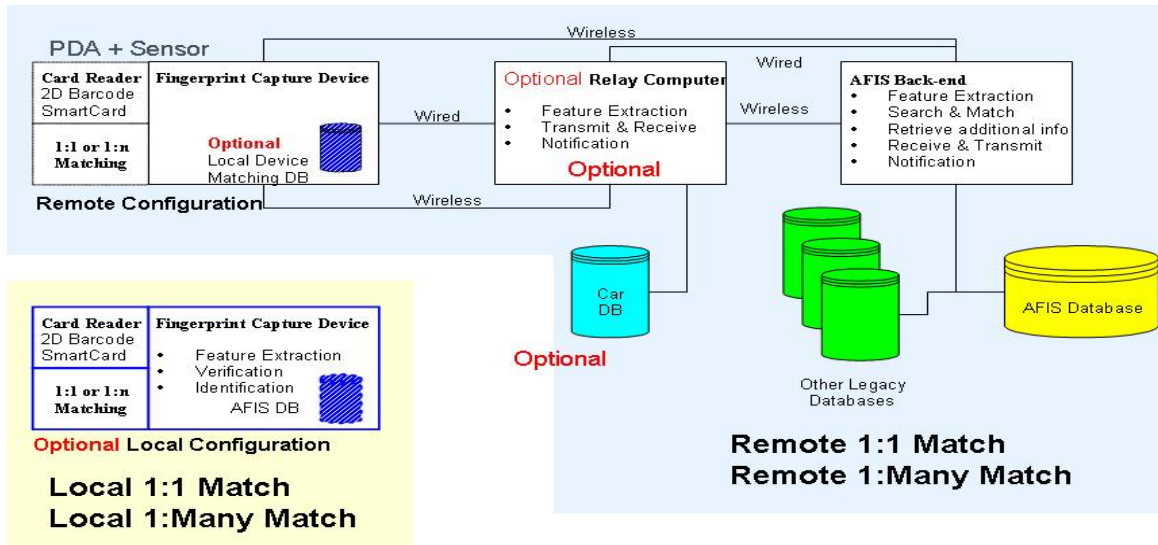 Wireless
PDA + Sensor
Wired
Card Reader
2D Barcode
SmartCard
1:1 or 1:n
Matching
Fingerprint Capture Device
Optional
Local Device
Matching DB
Wired
Wireless
Optional Relay Computer
• Feature Extraction
• Transmit & Receive
• Notification
Optional
Wireless
AFIS Back-end
• Feature Extraction
• Search & Match
• Retrieve additional info
• Receive & Transmit
• Notification
Remote Configuration
Car
DB
Optional
Other Legacy
Databases
AFIS Database
Remote 1:1 Match
Remote 1:Many Match
Card Reader
2D Barcode
SmartCard
1:1 or 1:n
Matching
Fingerprint Capture Device
• Feature Extraction
• Verification
• Identification
AFIS DB
Optional Local Configuration
Local 1:1 Match
Local 1:Many Match